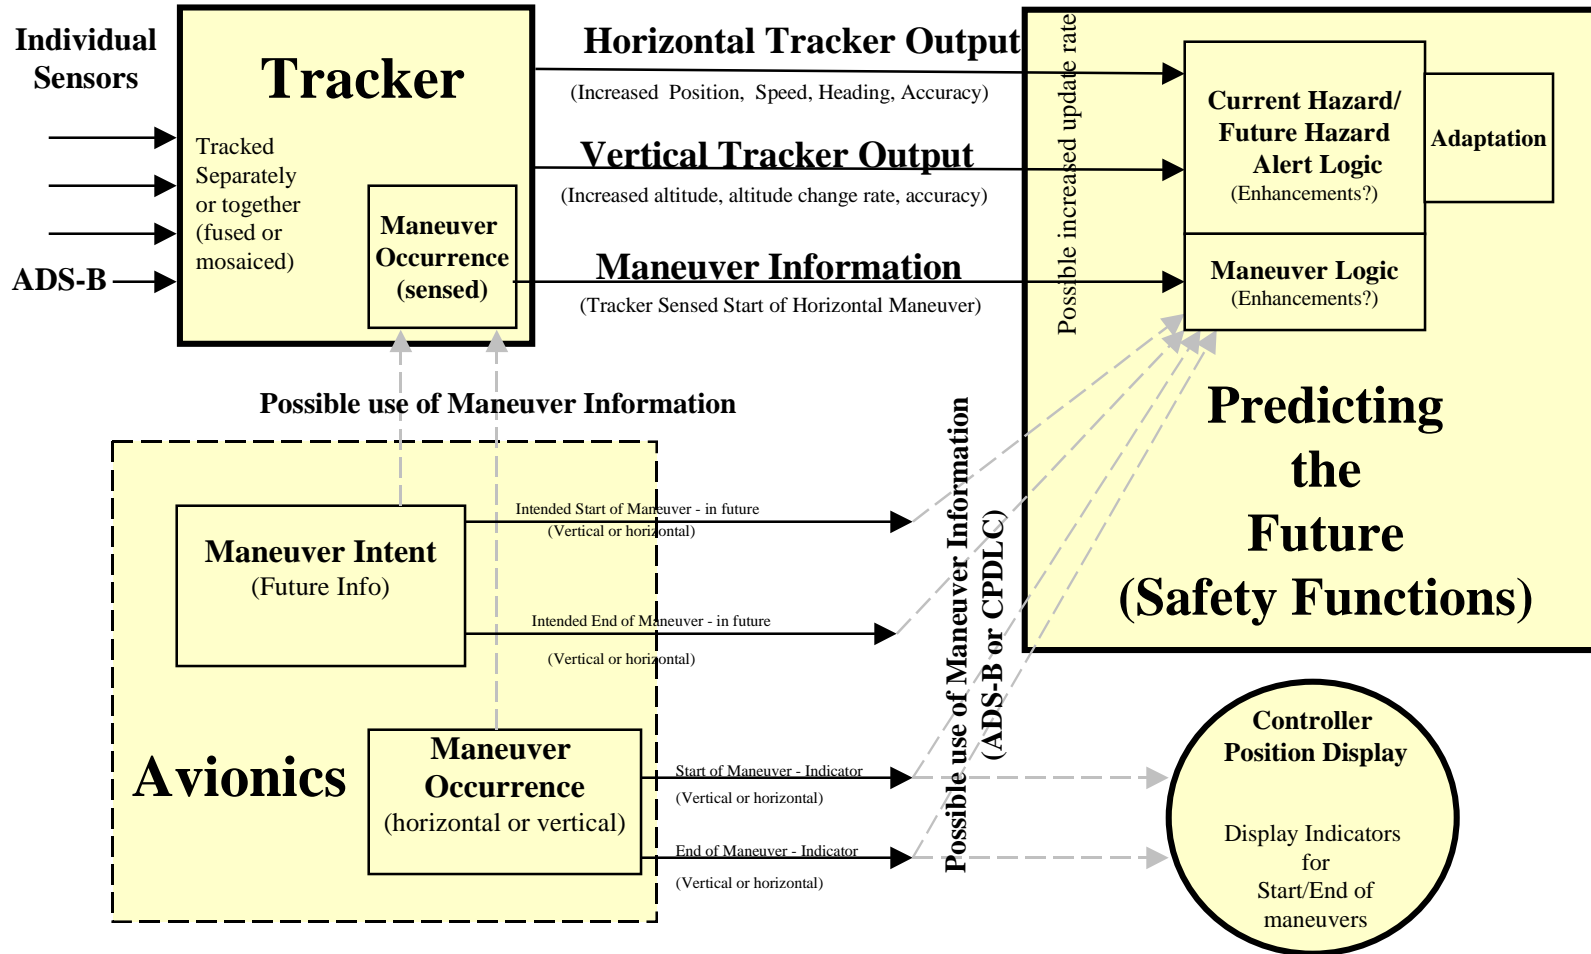 Individual
Sensors
ADS-B
Tracker
Tracked
Separately
or together
(fused or
mosaiced)
Maneuver
Occurrence
(sensed)
Horizontal Tracker Output
(Increased Position, Speed, Heading, Accuracy)
Vertical Tracker Output
(Increased altitude, altitude change rate, accuracy)
Maneuver Information
(Tracker Sensed Start of Horizontal Maneuver)
Possible increased update rate
Current Hazard/
Future Hazard
Alert Logic
(Enhancements?)
Adaptation
Maneuver Logic
(Enhancements?)
Predicting
the
Future
(Safety Functions)
Possible use of Maneuver Information
Maneuver Intent
(Future Info)
Intended Start of Maneuver - in future
(Vertical or horizontal)
Intended End of Maneuver - in future
(Vertical or horizontal)
Avionics
Maneuver
Occurrence
(horizontal or vertical)
Start of Maneuver - Indicator
(Vertical or horizontal)
End of Maneuver - Indicator
(Vertical or horizontal)
Possible use of Maneuver Information
(ADS-B or CPDLC)
Controller
Position Display
Display Indicators
for
Start/End of
maneuvers